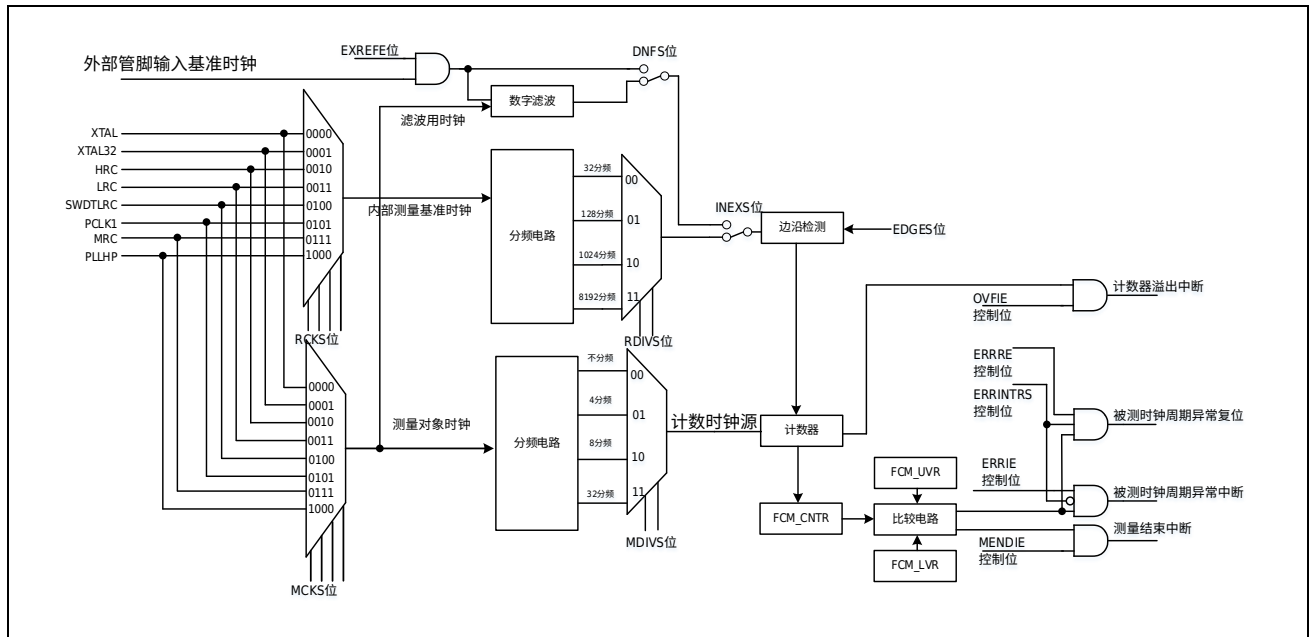 EXREFE位
DNFS位
外部管脚输入基准时钟
数字滤波
滤波用时钟
XTAL
XTAL32
HRC
LRC
SWDTLRC
PCLK1
MRC
PLLHP
0000
0001
0010
0011
0100
0101
0111
1000
RCKS位
内部测量基准时钟
分频电路
32分频
128分频
1024分频
8192分频
00
01
10
11
RDIVS位
INEXS位
边沿检测
EDGES位
0000
0001
0010
0011
0100
0101
0111
1000
MCKS位
测量对象时钟
分频电路
不分频
4分频
8分频
32分频
00
01
10
11
MDIVS位
计数时钟源
计数器
FCM_CNTR
FCM_UVR
比较电路
FCM_LVR
OVFIE
控制位
计数器溢出中断
ERRRE
控制位
ERRINTRS
控制位
被测时钟周期异常复位
ERRIE
控制位
被测时钟周期异常中断
MENDIE
控制位
测量结束中断